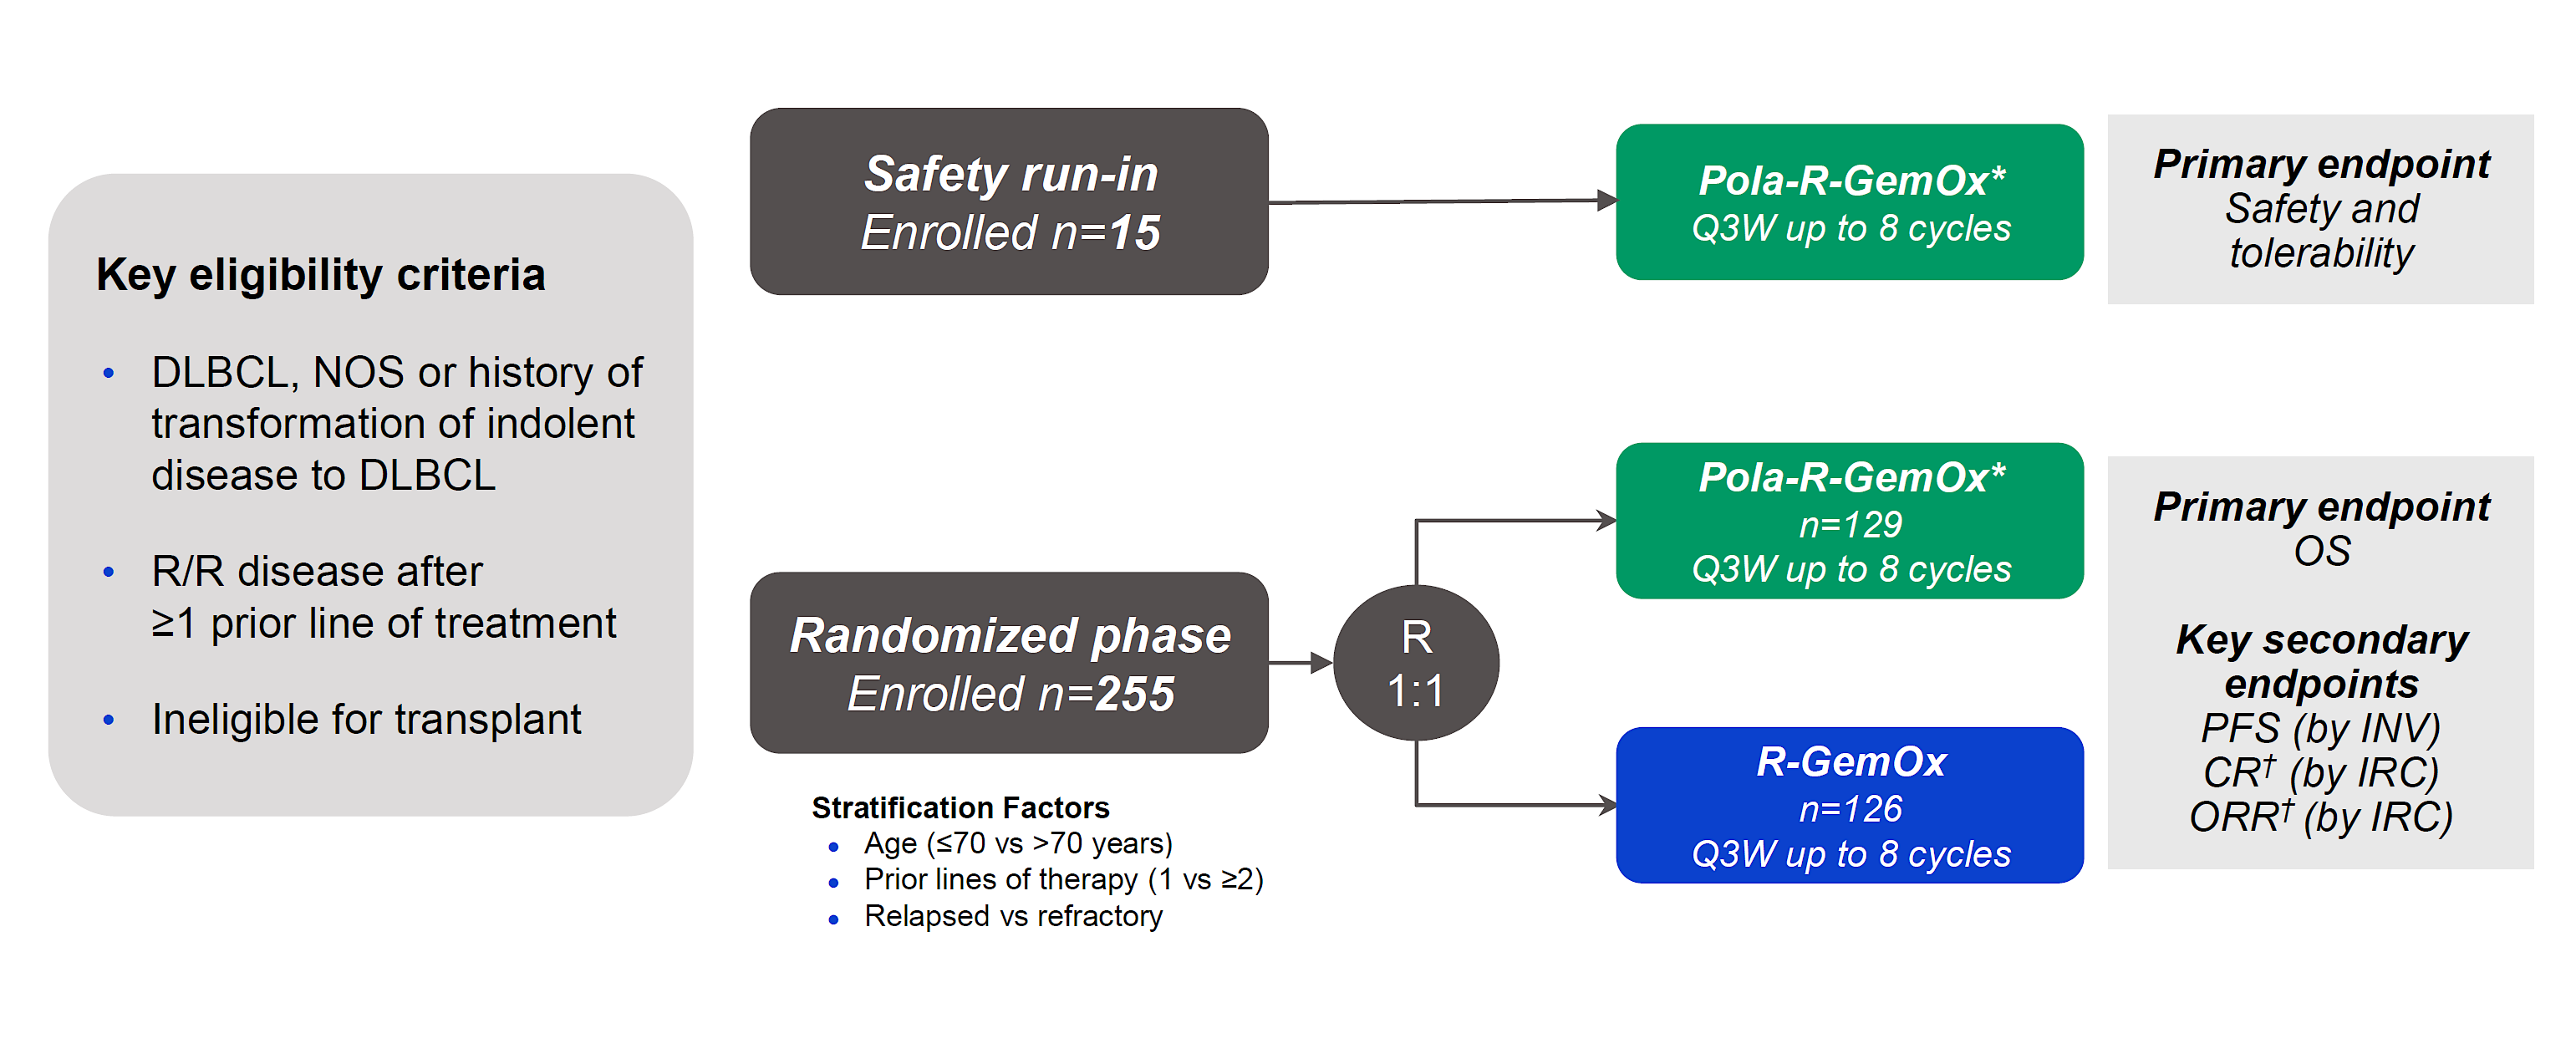 Key eligibility criteria
• DLBCL, NOS or history of
transformation of indolent
disease to DLBCL
• R/R disease after
≥1 prior line of treatment
• Ineligible for transplant
Safety run-in
Enrolled n=15
Pola-R-GemOx*
Q3W up to 8 cycles
Primary endpoint
Safety and
tolerability
Randomized phase
Enrolled n=255
Stratification Factors
• Age (≤70 vs >70 years)
• Prior lines of therapy (1 vs ≥2)
• Relapsed vs refractory
R
1:1
Pola-R-GemOx*
n=129
Q3W up to 8 cycles
R-GemOx
n=126
Q3W up to 8 cycles
Primary endpoint
OS
Key secondary
endpoints
PFS (by INV)
CR† (by IRC)
ORR† (by IRC)